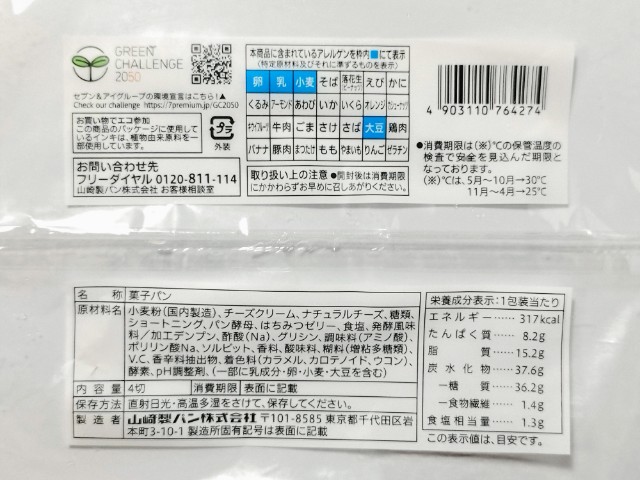 GREEN
CHALLENGE
2050
セブン&アイグループの環境宣言はこちら!▲
Check our challenge https://7premium.jp/GC2050
お買い物でエコ参加
この商品のパッケージに使用して
いるインキは、植物由来原料を一
部使用しています。
プラ
外装
お問い合わせ先
フリーダイヤル 0120-811-114
山崎製パン株式会社 お客様相談室
本商品に含まれているアレルゲンを枠内■にて表示
(特定原材料及びそれに準ずるものを表示)
卵 乳 小麦 そば 落花生(ピーナッツ) えび かに
くるみ アーモンド あわび いか いくら オレンジ カシューナッツ
キウイフルーツ 牛肉 ごま さけ さば 大豆 鶏肉
バナナ 豚肉 まつたけ もも やまいも りんご ゼラチン
取り扱い上の注意 ●開封後は消費期限
にかかわらずお早めに召しあがりください。
4 903110 764274
●消費期限は(※)℃の保管温度の
検査で安全を見込んだ期限と
なっております。
(※)℃は、5月〜10月→30℃
11月〜4月→25℃
名称 菓子パン
原材料名 小麦粉(国内製造)、チーズクリーム、ナチュラルチーズ、糖類、
ショートニング、パン酵母、はちみつゼリー、食塩、発酵風味
料/加工デンプン、酢酸(Na)、グリシン、調味料(アミノ酸)、
ポリリン酸Na、ソルビット、香料、酸味料、糊料(増粘多糖類)、
V.C、香辛料抽出物、着色料(カラメル、カロテノイド、ウコン)、
酵素、pH調整剤、(一部に乳成分・卵・小麦・大豆を含む)
内容量 4切 消費期限 表面に記載
保存方法 直射日光・高温多湿をさけて、保存してください。
製造者 山崎製パン株式会社 〒101-8585 東京都千代田区岩
本町3-10-1 製造所固有記号は表面に記載
栄養成分表示:1包装当たり
エネルギー 317kcal
たんぱく質 8.2g
脂質 15.2g
炭水化物 37.6g
－糖質 36.2g
－食物繊維 1.4g
食塩相当量 1.3g
この表示値は、目安です。